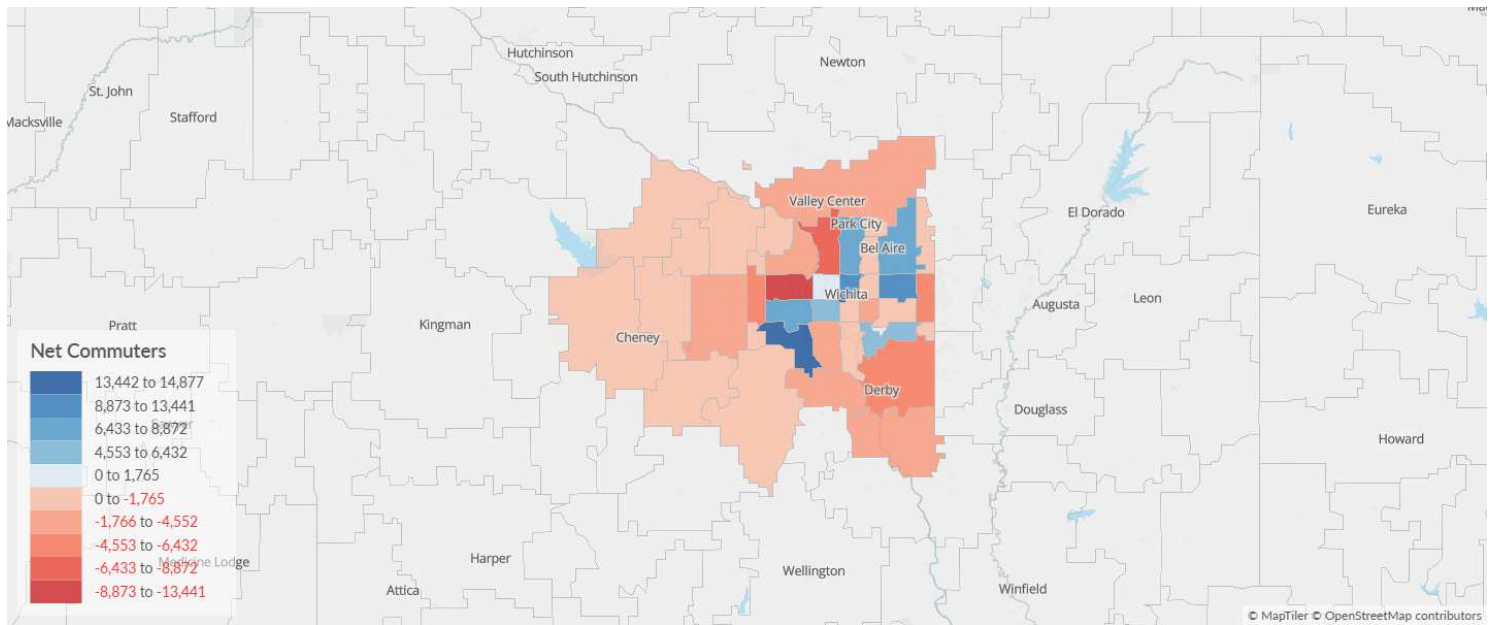 Ma
Hutchinson
Newton
South Hutchinson
St. John
Stafford
Macksville
Valley Center
El Dorado
Eureka
Park City
Bel Aire
Wichita
Augusta
Leon
Pratt
Kingman
Cheney
Derby
Douglass
Howard
Harper
Medicine Lodge
Wellington
Attica
Winfield
Net Commuters
13,442 to 14,877
8,873 to 13,441
6,433 to 8,872
4,553 to 6,432
0 to 1,765
0 to -1,765
-1,766 to -4,552
-4,553 to -6,432
-6,433 to -8,872
-8,873 to -13,441
© MapTiler © OpenStreetMap contributors